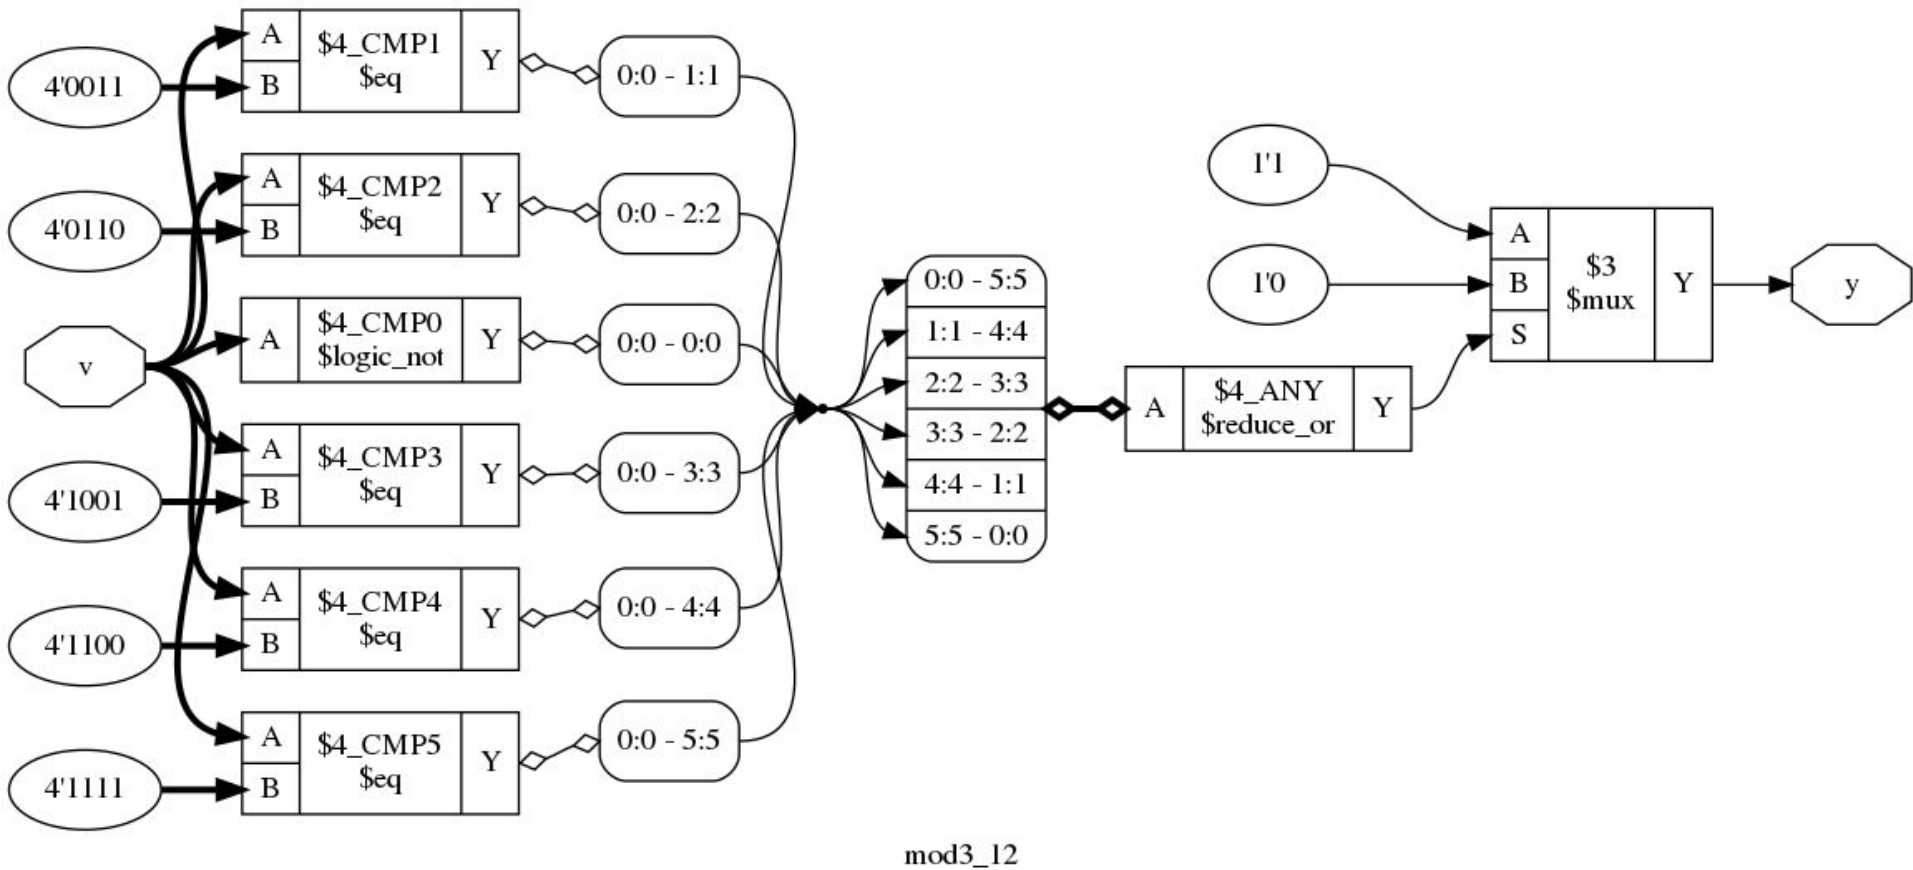 4'0011
A
B
$4_CMP1
$eq
Y
0:0 - 1:1
4'0110
A
B
$4_CMP2
$eq
Y
0:0 - 2:2
v
A
$4_CMP0
$logic_not
Y
0:0 - 0:0
4'1001
A
B
$4_CMP3
$eq
Y
0:0 - 3:3
4'1100
A
B
$4_CMP4
$eq
Y
0:0 - 4:4
4'1111
A
B
$4_CMP5
$eq
Y
0:0 - 5:5
0:0 - 5:5
1:1 - 4:4
2:2 - 3:3
3:3 - 2:2
4:4 - 1:1
5:5 - 0:0
A
$4_ANY
$reduce_or
Y
1'1
1'0
A
B
S
$3
$mux
Y
y
mod3_12